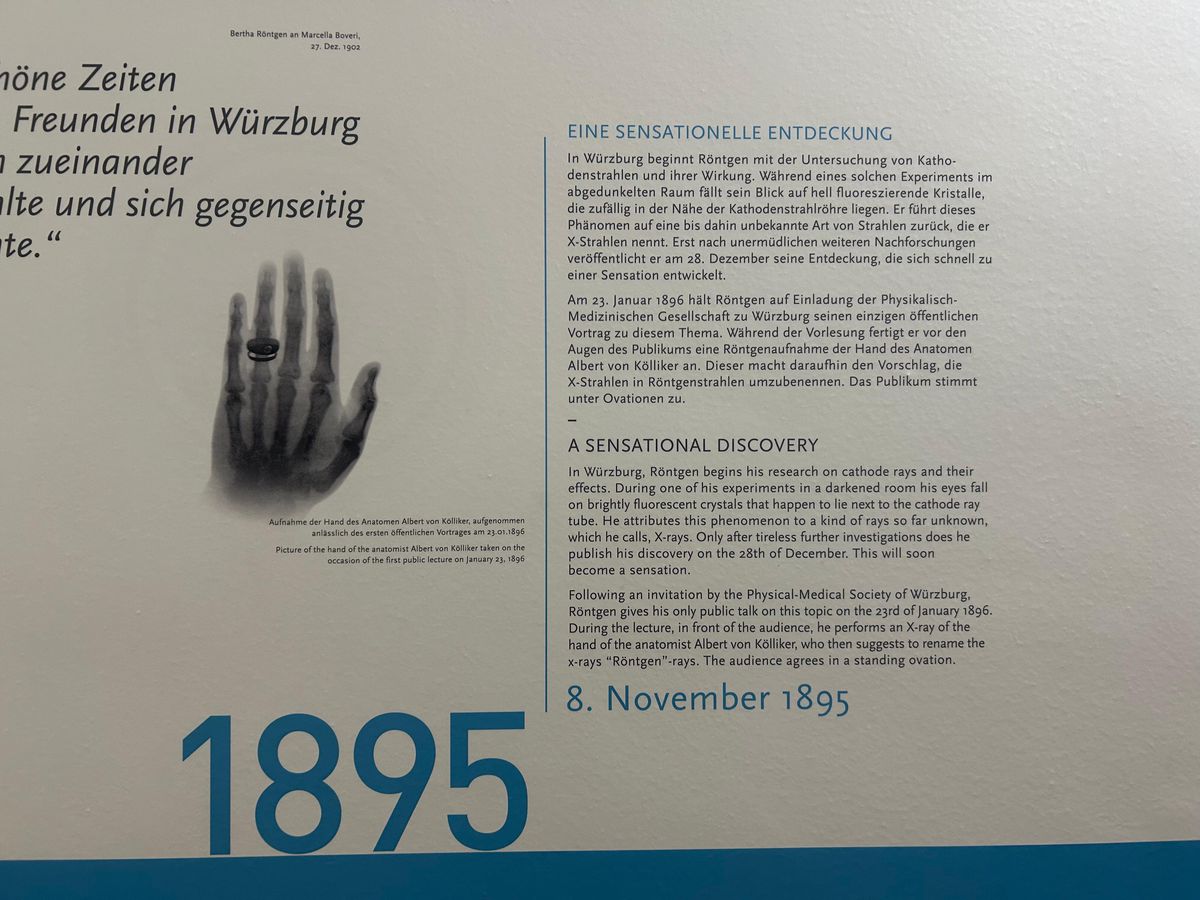 Bertha Röntgen an Marcella Boveri,
27. Dez. 1902
Zeiten
Freunden in Würzburg
zueinander
und sich gegenseitig
Aufnahme der Hand des Anatomen Albert von Kölliker, aufgenommen
anlässlich des ersten öffentlichen Vortrages am 23.01.1896
Picture of the hand of the anatomist Albert von Kölliker taken on the
occasion of the first public lecture on January 23, 1896
1895
EINE SENSATIONELLE ENTDECKUNG
In Würzburg beginnt Röntgen mit der Untersuchung von Katho-
denstrahlen und ihrer Wirkung. Während eines solchen Experiments im
abgedunkelten Raum fällt sein Blick auf hell fluoreszierende Kristalle,
die zufällig in der Nähe der Kathodenstrahlröhre liegen. Er führt dieses
Phänomen auf eine bis dahin unbekannte Art von Strahlen zurück, die er
X-Strahlen nennt. Erst nach unermüdlichen weiteren Nachforschungen
veröffentlicht er am 28. Dezember seine Entdeckung, die sich schnell zu
einer Sensation entwickelt.
Am 23. Januar 1896 hält Röntgen auf Einladung der Physikalisch-
Medizinischen Gesellschaft zu Würzburg seinen einzigen öffentlichen
Vortrag zu diesem Thema. Während der Vorlesung fertigt er vor den
Augen des Publikums eine Röntgenaufnahme der Hand des Anatomen
Albert von Kölliker an. Dieser macht daraufhin den Vorschlag, die
X-Strahlen in Röntgenstrahlen umzubenennen. Das Publikum stimmt
unter Ovationen zu.
–
A SENSATIONAL DISCOVERY
In Würzburg, Röntgen begins his research on cathode rays and their
effects. During one of his experiments in a darkened room his eyes fall
on brightly fluorescent crystals that happen to lie next to the cathode ray
tube. He attributes this phenomenon to a kind of rays so far unknown,
which he calls, X-rays. Only after tireless further investigations does he
publish his discovery on the 28th of December. This will soon
become a sensation.
Following an invitation by the Physical-Medical Society of Würzburg,
Röntgen gives his only public talk on this topic on the 23rd of January 1896.
During the lecture, in front of the audience, he performs an X-ray of the
hand of the anatomist Albert von Kölliker, who then suggests to rename the
x-rays “Röntgen”-rays. The audience agrees in a standing ovation.
8. November 1895